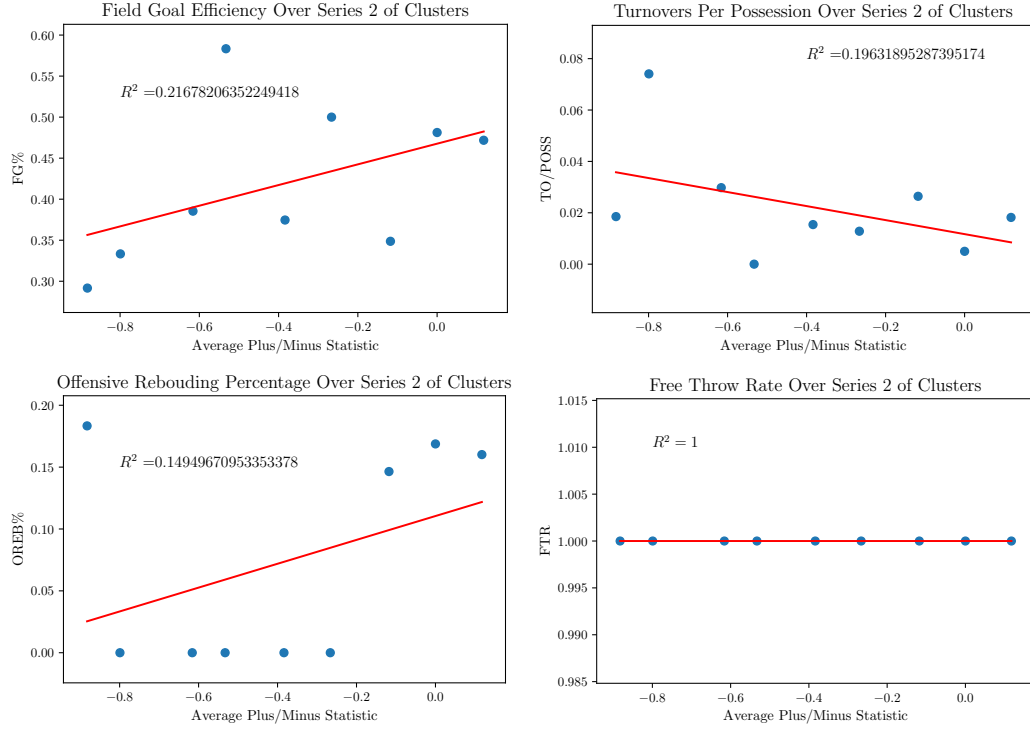 Field Goal Efficiency Over Series 2 of Clusters
0.60
0.55
0.50
0.45
0.40
0.35
0.30
FG%
R² =0.21678206352249418
−0.8
−0.6
−0.4
−0.2
0.0
Average Plus/Minus Statistic
Turnovers Per Possession Over Series 2 of Clusters
0.08
0.06
0.04
0.02
0.00
TO/POSS
R² =0.19631895287395174
−0.8
−0.6
−0.4
−0.2
0.0
Average Plus/Minus Statistic
Offensive Rebouding Percentage Over Series 2 of Clusters
0.20
0.15
0.10
0.05
0.00
OREB%
R² =0.14949670953353378
−0.8
−0.6
−0.4
−0.2
0.0
Average Plus/Minus Statistic
Free Throw Rate Over Series 2 of Clusters
1.015
1.010
1.005
1.000
0.995
0.990
0.985
FTR
R² = 1
−0.8
−0.6
−0.4
−0.2
0.0
Average Plus/Minus Statistic